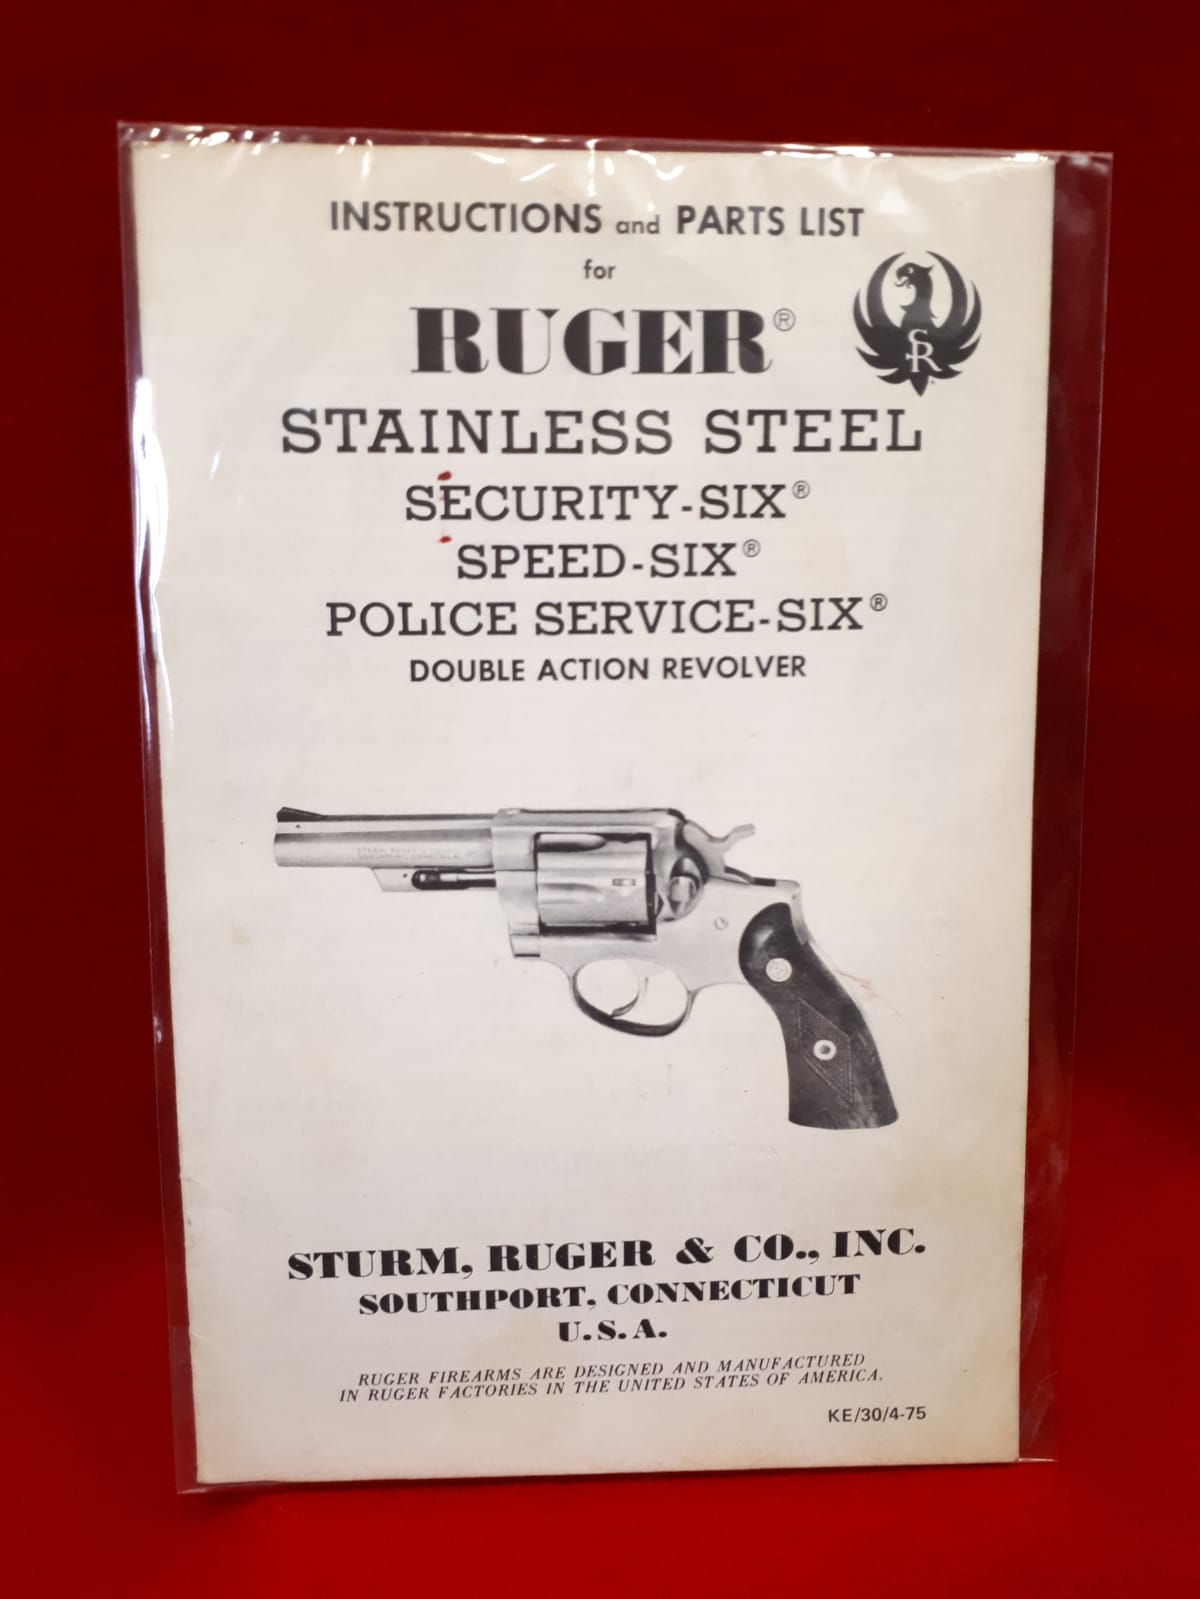 INSTRUCTIONS and PARTS LIST
for
RUGER®
SR
STAINLESS STEEL
SECURITY-SIX®
SPEED-SIX®
POLICE SERVICE-SIX®
DOUBLE ACTION REVOLVER
STURM, RUGER & CO., INC.
SOUTHPORT, CONNECTICUT
U.S.A.
RUGER FIREARMS ARE DESIGNED AND MANUFACTURED
IN RUGER FACTORIES IN THE UNITED STATES OF AMERICA.
KE/30/4-75